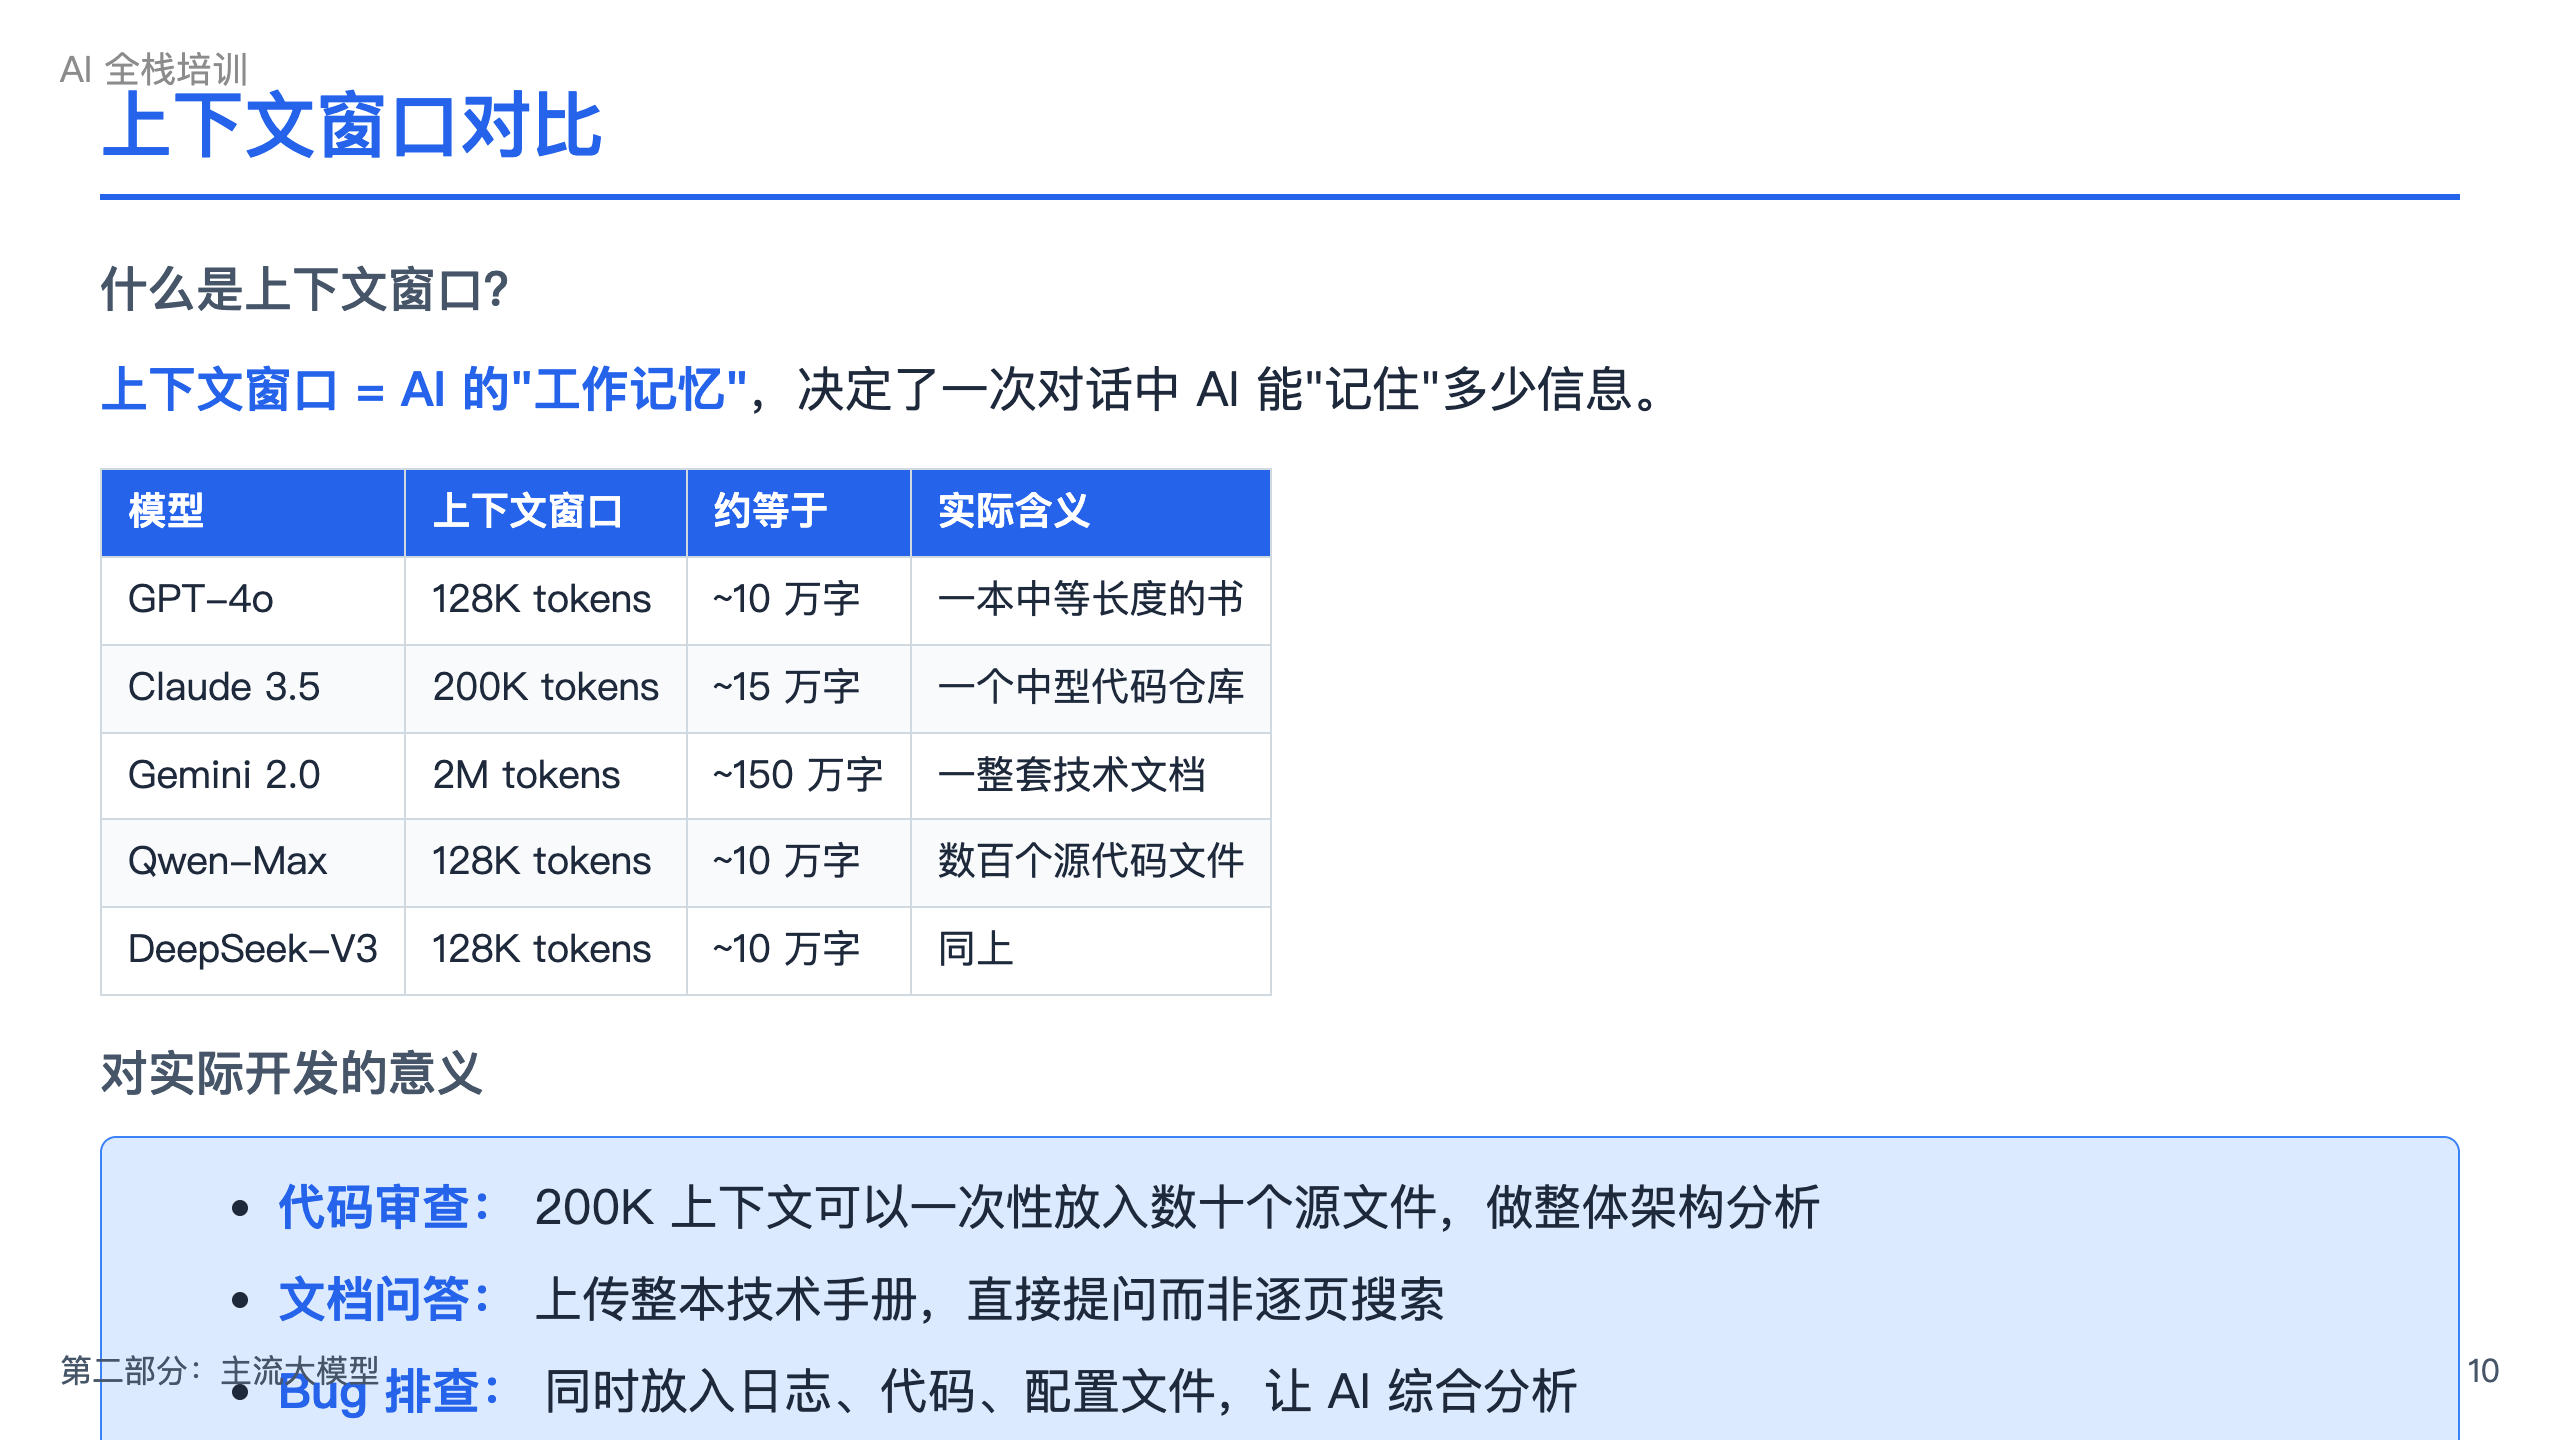 AI 全栈培训
上下文窗口对比
什么是上下文窗口?
上下文窗口 = AI 的"工作记忆"，决定了一次对话中 AI 能"记住"多少信息。
模型 上下文窗口 约等于 实际含义
GPT-4o 128K tokens ~10 万字 一本中等长度的书
Claude 3.5 200K tokens ~15 万字 一个中型代码仓库
Gemini 2.0 2M tokens ~150 万字 一整套技术文档
Qwen-Max 128K tokens ~10 万字 数百个源代码文件
DeepSeek-V3 128K tokens ~10 万字 同上
对实际开发的意义
• 代码审查： 200K 上下文可以一次性放入数十个源文件，做整体架构分析
• 文档问答： 上传整本技术手册，直接提问而非逐页搜索
• Bug 排查： 同时放入日志、代码、配置文件，让 AI 综合分析
第二部分：主流大模型
10